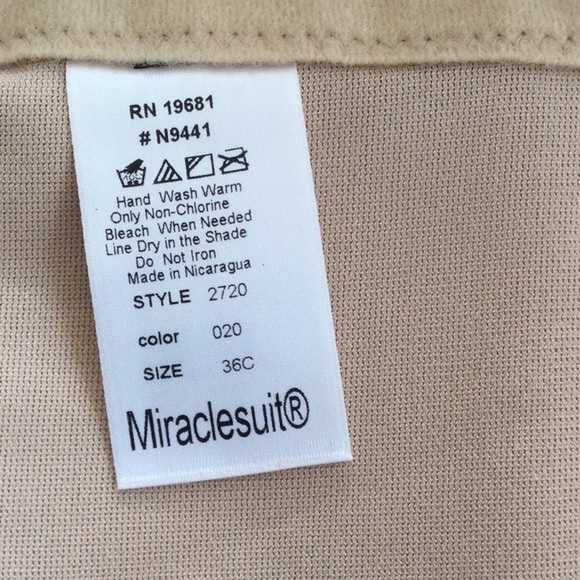 RN 19681
# N9441
Hand Wash Warm
Only Non-Chlorine
Bleach When Needed
Line Dry in the Shade
Do Not Iron
Made in Nicaragua
STYLE 2720
color 020
SIZE 36C
Miraclesuit®